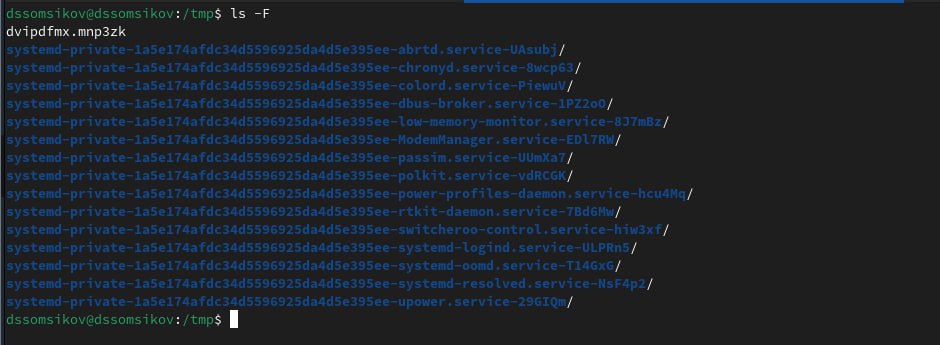 dssomsikov@dssomsikov:/tmp$ ls -F
dvipdfmx.mnp3zk
systemd-private-1a5e174afdc34d5596925da4d5e395ee-abrtd.service-UAsubj/
systemd-private-1a5e174afdc34d5596925da4d5e395ee-chronyd.service-8wcp63/
systemd-private-1a5e174afdc34d5596925da4d5e395ee-colord.service-PiewuV/
systemd-private-1a5e174afdc34d5596925da4d5e395ee-dbus-broker.service-1PZ2oO/
systemd-private-1a5e174afdc34d5596925da4d5e395ee-low-memory-monitor.service-8J7mBz/
systemd-private-1a5e174afdc34d5596925da4d5e395ee-ModemManager.service-EDl7RW/
systemd-private-1a5e174afdc34d5596925da4d5e395ee-passim.service-UUmXa7/
systemd-private-1a5e174afdc34d5596925da4d5e395ee-polkit.service-vdRCGK/
systemd-private-1a5e174afdc34d5596925da4d5e395ee-power-profiles-daemon.service-hcu4Mq/
systemd-private-1a5e174afdc34d5596925da4d5e395ee-rtkit-daemon.service-7Bd6Mw/
systemd-private-1a5e174afdc34d5596925da4d5e395ee-switcheroo-control.service-hiw3xf/
systemd-private-1a5e174afdc34d5596925da4d5e395ee-systemd-logind.service-ULPRn5/
systemd-private-1a5e174afdc34d5596925da4d5e395ee-systemd-oomd.service-T14GxG/
systemd-private-1a5e174afdc34d5596925da4d5e395ee-systemd-resolved.service-NsF4p2/
systemd-private-1a5e174afdc34d5596925da4d5e395ee-upower.service-29GIQm/
dssomsikov@dssomsikov:/tmp$